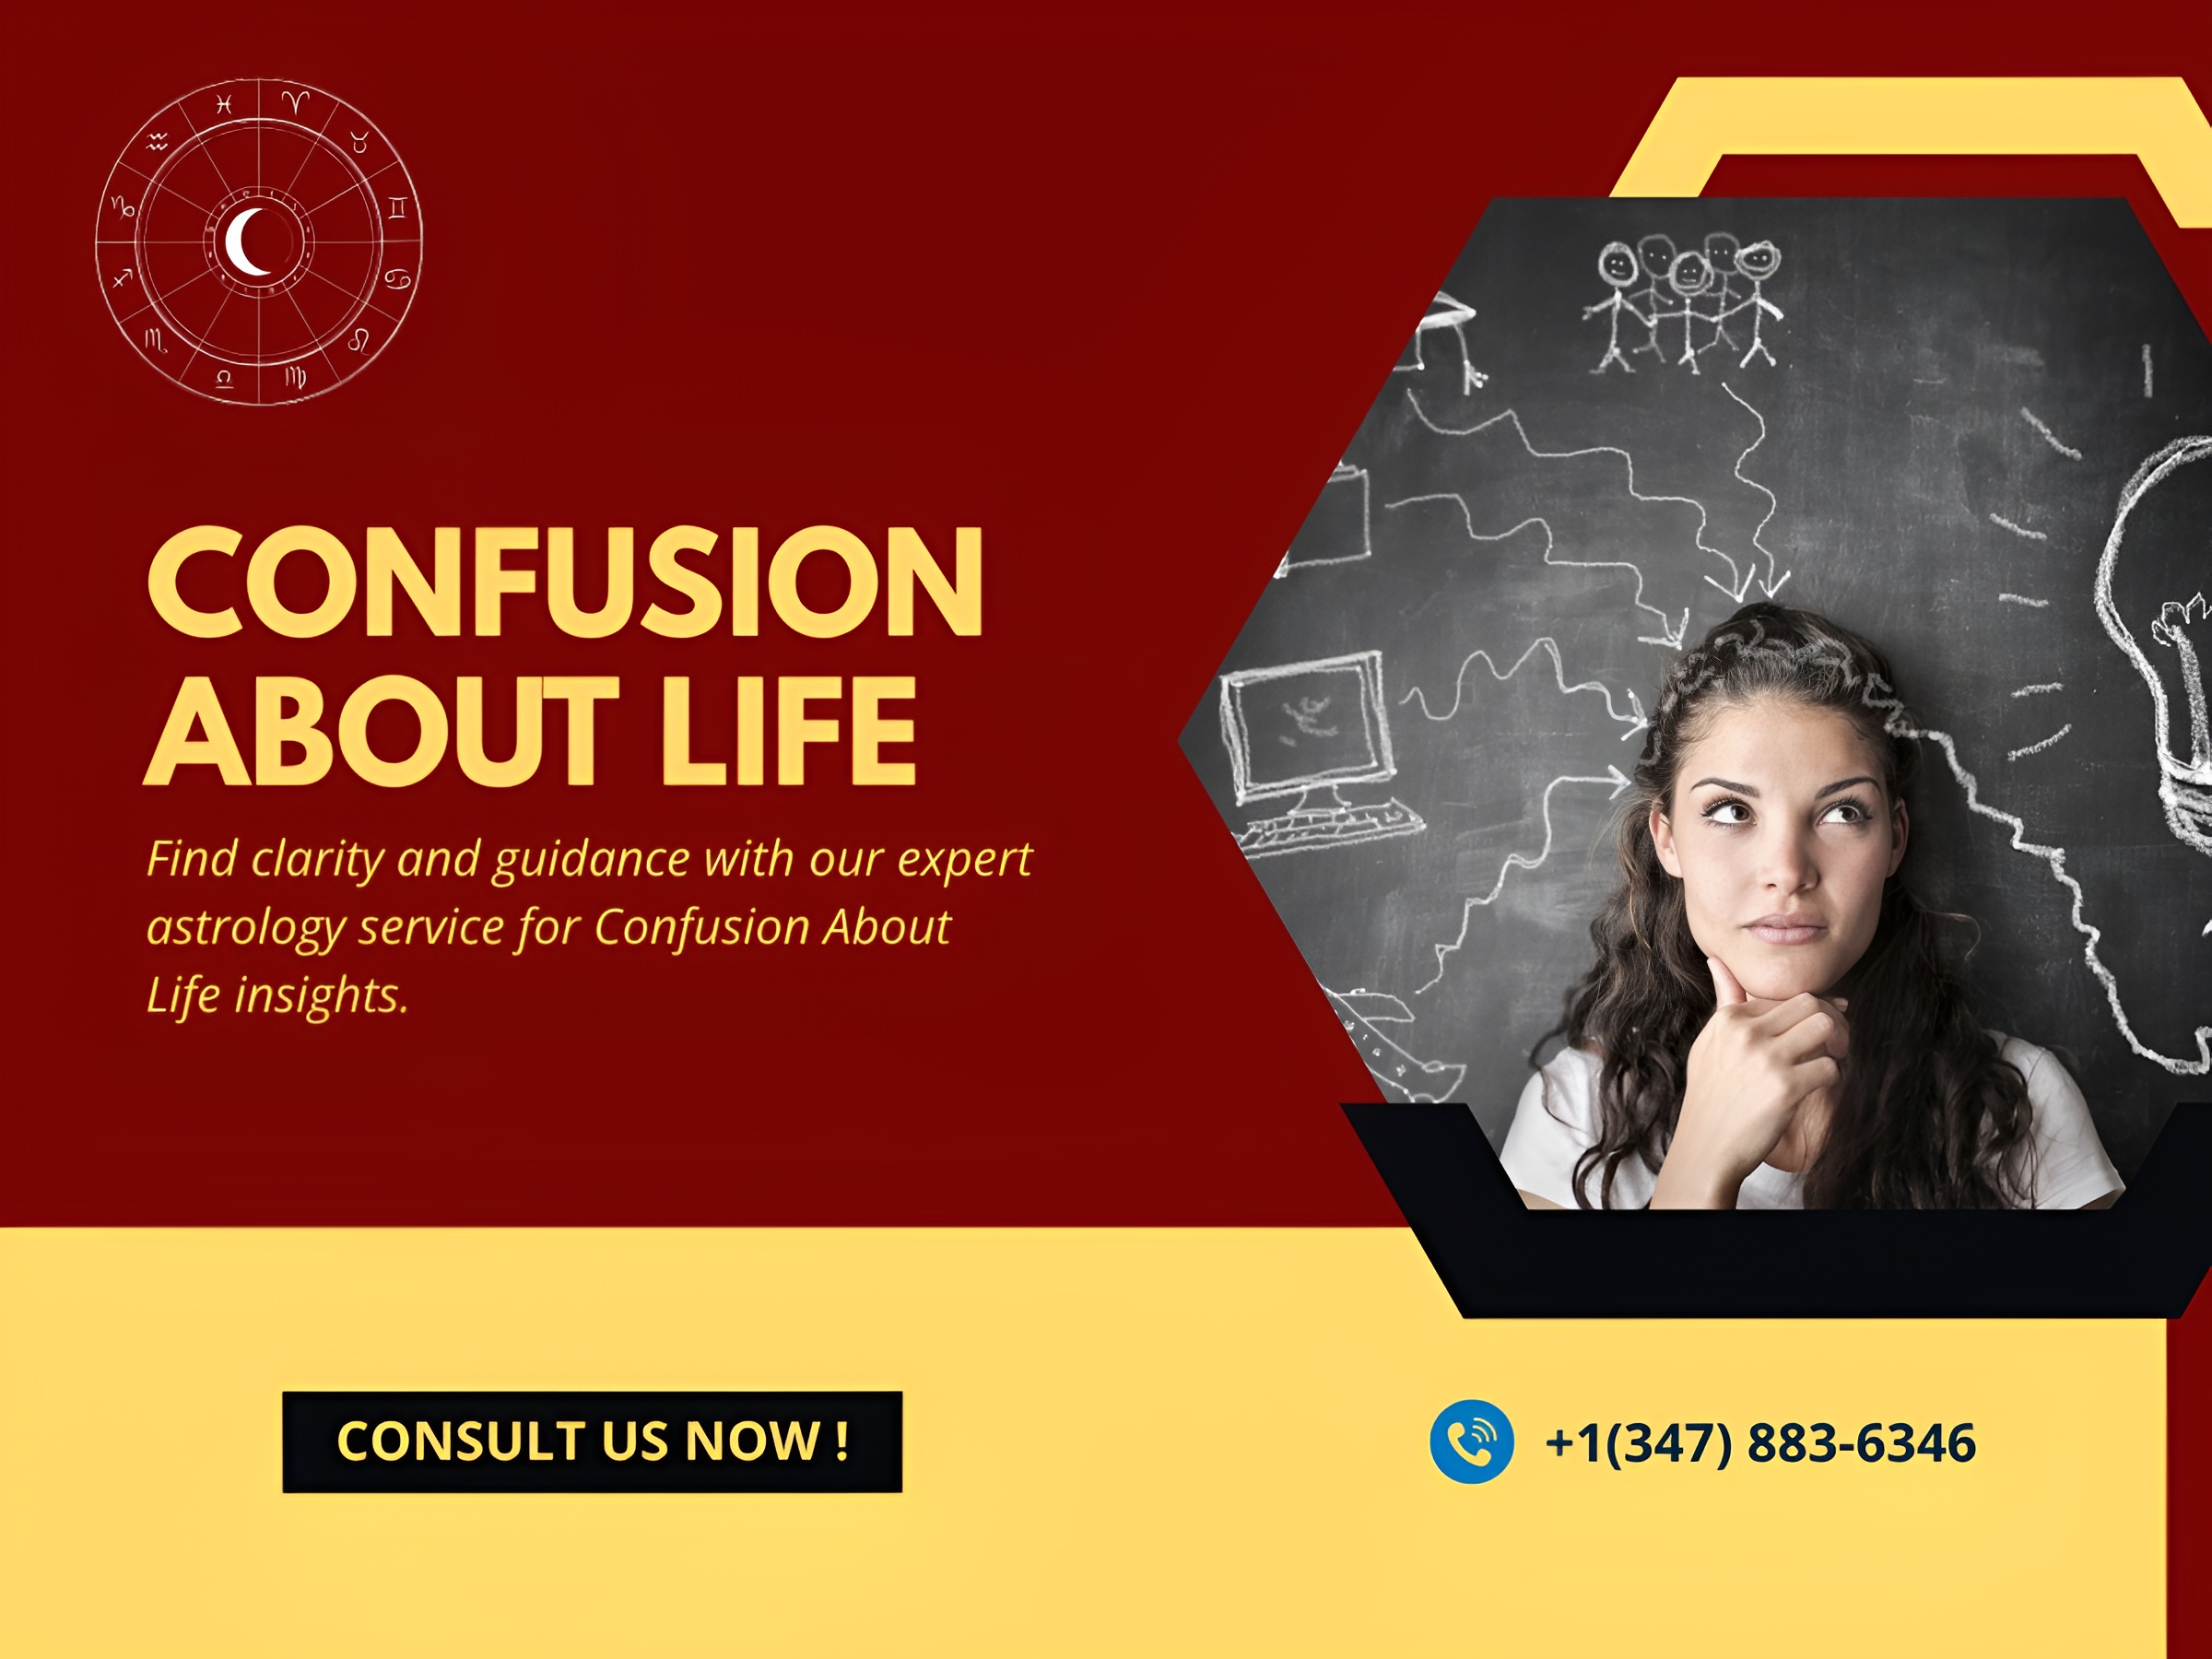 CONFUSION
ABOUT LIFE
Find clarity and guidance with our expert
astrology service for Confusion About
Life insights.
CONSULT US NOW !
+1(347) 883-6346